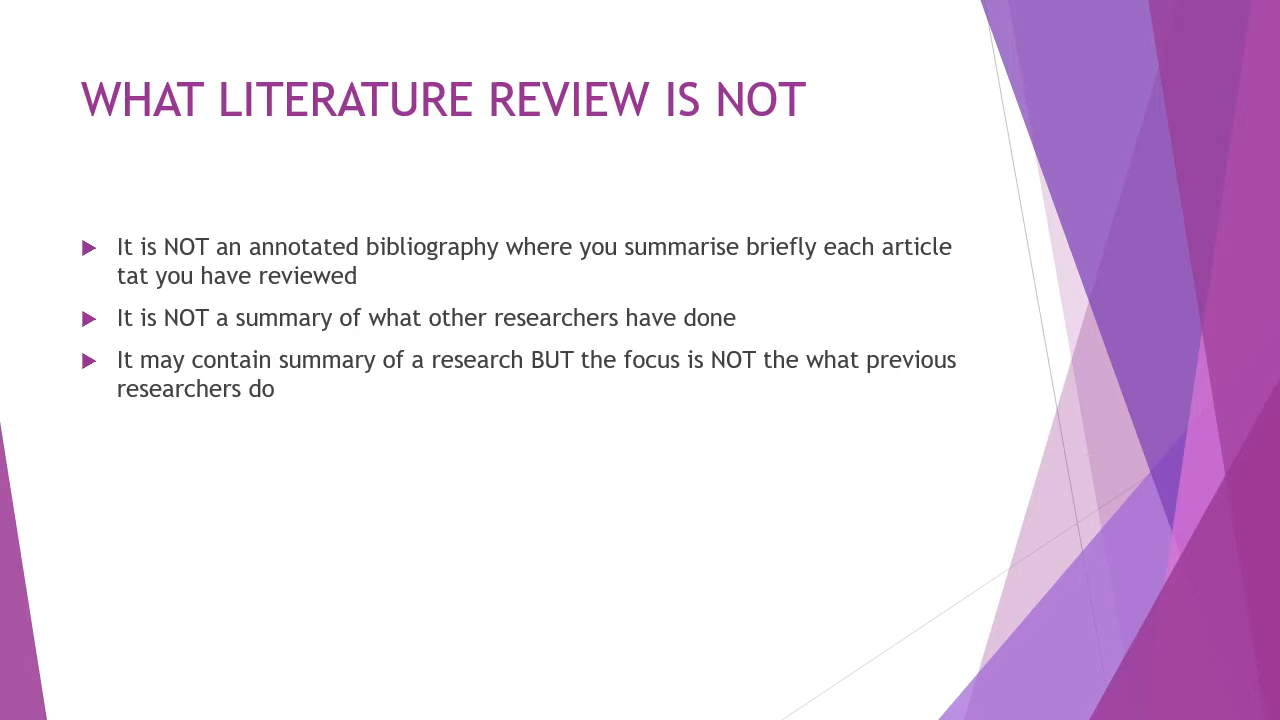 WHAT LITERATURE REVIEW IS NOT
It is NOT an annotated bibliography where you summarise briefly each article
tat you have reviewed
It is NOT a summary of what other researchers have done
It may contain summary of a research BUT the focus is NOT the what previous
researchers do